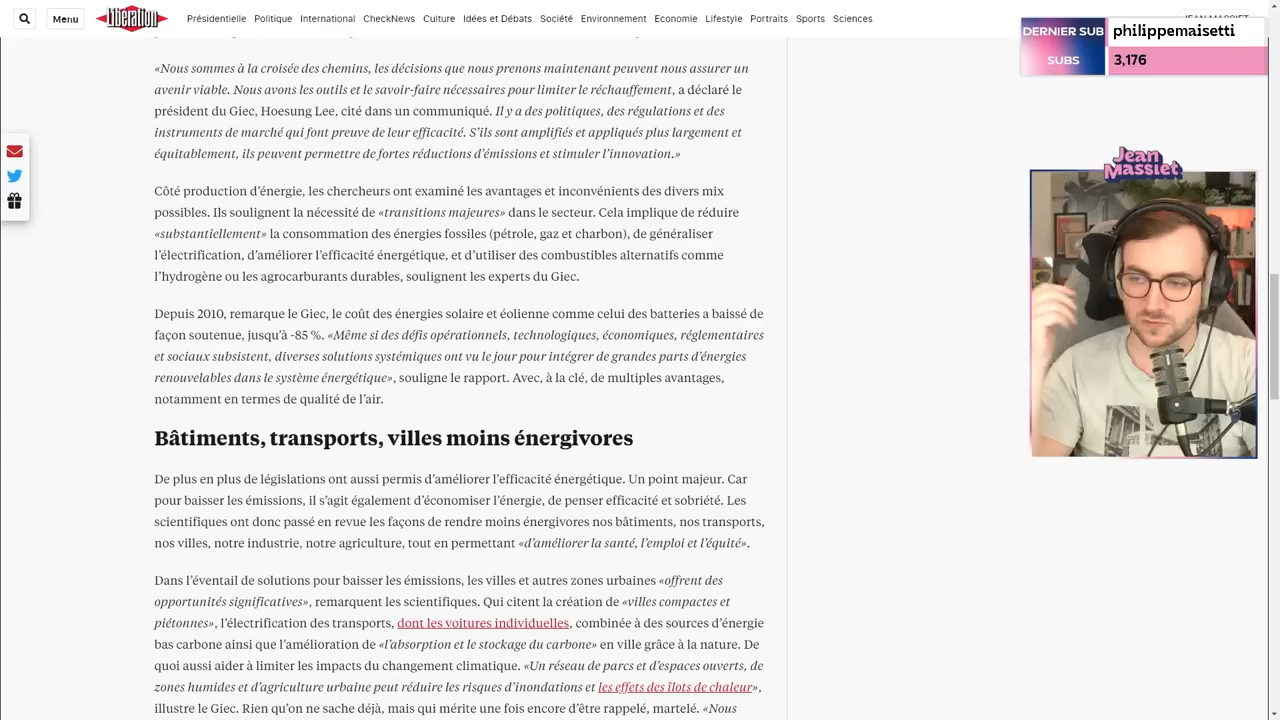 Menu
Libération
Présidentielle Politique International CheckNews Culture Idées et Débats Société Environnement Economie Lifestyle Portraits Sports Sciences
DERNIER SUB philippemaisetti
SUBS 3,176
«Nous sommes à la croisée des chemins, les décisions que nous prenons maintenant peuvent nous assurer un
avenir viable. Nous avons les outils et le savoir-faire nécessaires pour limiter le réchauffement, a déclaré le
président du Giec, Hoesung Lee, cité dans un communiqué. Il y a des politiques, des régulations et des
instruments de marché qui font preuve de leur efficacité. S'ils sont amplifiés et appliqués plus largement et
équitablement, ils peuvent permettre de fortes réductions d'émissions et stimuler l'innovation.»
Jean
Massiet
Côté production d'énergie, les chercheurs ont examiné les avantages et inconvénients des divers mix
possibles. Ils soulignent la nécessité de «transitions majeures» dans le secteur. Cela implique de réduire
«substantiellement» la consommation des énergies fossiles (pétrole, gaz et charbon), de généraliser
l'électrification, d'améliorer l'efficacité énergétique, et d'utiliser des combustibles alternatifs comme
l'hydrogène ou les agrocarburants durables, soulignent les experts du Giec.
Depuis 2010, remarque le Giec, le coût des énergies solaire et éolienne comme celui des batteries a baissé de
façon soutenue, jusqu'à -85 %. «Même si des défis opérationnels, technologiques, économiques, réglementaires
et sociaux subsistent, diverses solutions systémiques ont vu le jour pour intégrer de grandes parts d'énergies
renouvelables dans le système énergétique», souligne le rapport. Avec, à la clé, de multiples avantages,
notamment en termes de qualité de l'air.
Bâtiments, transports, villes moins énergivores
De plus en plus de législations ont aussi permis d'améliorer l'efficacité énergétique. Un point majeur. Car
pour baisser les émissions, il s'agit également d'économiser l'énergie, de penser efficacité et sobriété. Les
scientifiques ont donc passé en revue les façons de rendre moins énergivores nos bâtiments, nos transports,
nos villes, notre industrie, notre agriculture, tout en permettant «d'améliorer la santé, l'emploi et l'équité».
Dans l'éventail de solutions pour baisser les émissions, les villes et autres zones urbaines «offrent des
opportunités significatives», remarquent les scientifiques. Qui citent la création de «villes compactes et
piétonnes», l'électrification des transports, dont les voitures individuelles, combinée à des sources d'énergie
bas carbone ainsi que l'amélioration de «l'absorption et le stockage du carbone» en ville grâce à la nature. De
quoi aussi aider à limiter les impacts du changement climatique. «Un réseau de parcs et d'espaces ouverts, de
zones humides et d'agriculture urbaine peut réduire les risques d'inondations et les effets des îlots de chaleur»,
illustre le Giec. Rien qu'on ne sache déjà, mais qui mérite une fois encore d'être rappelé, martelé. «Nous